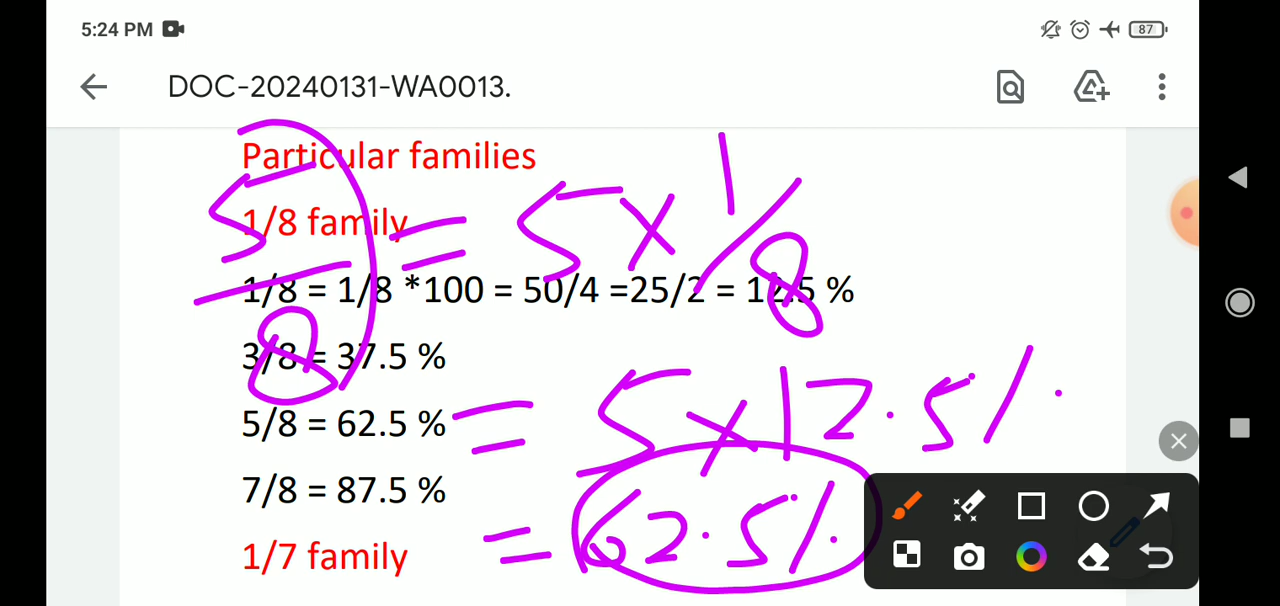 5:24 PM
87
DOC-20240131-WA0013.
Particular families
1/8 family
1/8 = 1/8 *100 = 50/4 =25/2 = 12.5 %
3/8 = 37.5 %
5/8 = 62.5 %
7/8 = 87.5 %
1/7 family
5/8 = 5 x 1/8
= 5 x 12.5%.
= 62.5%.